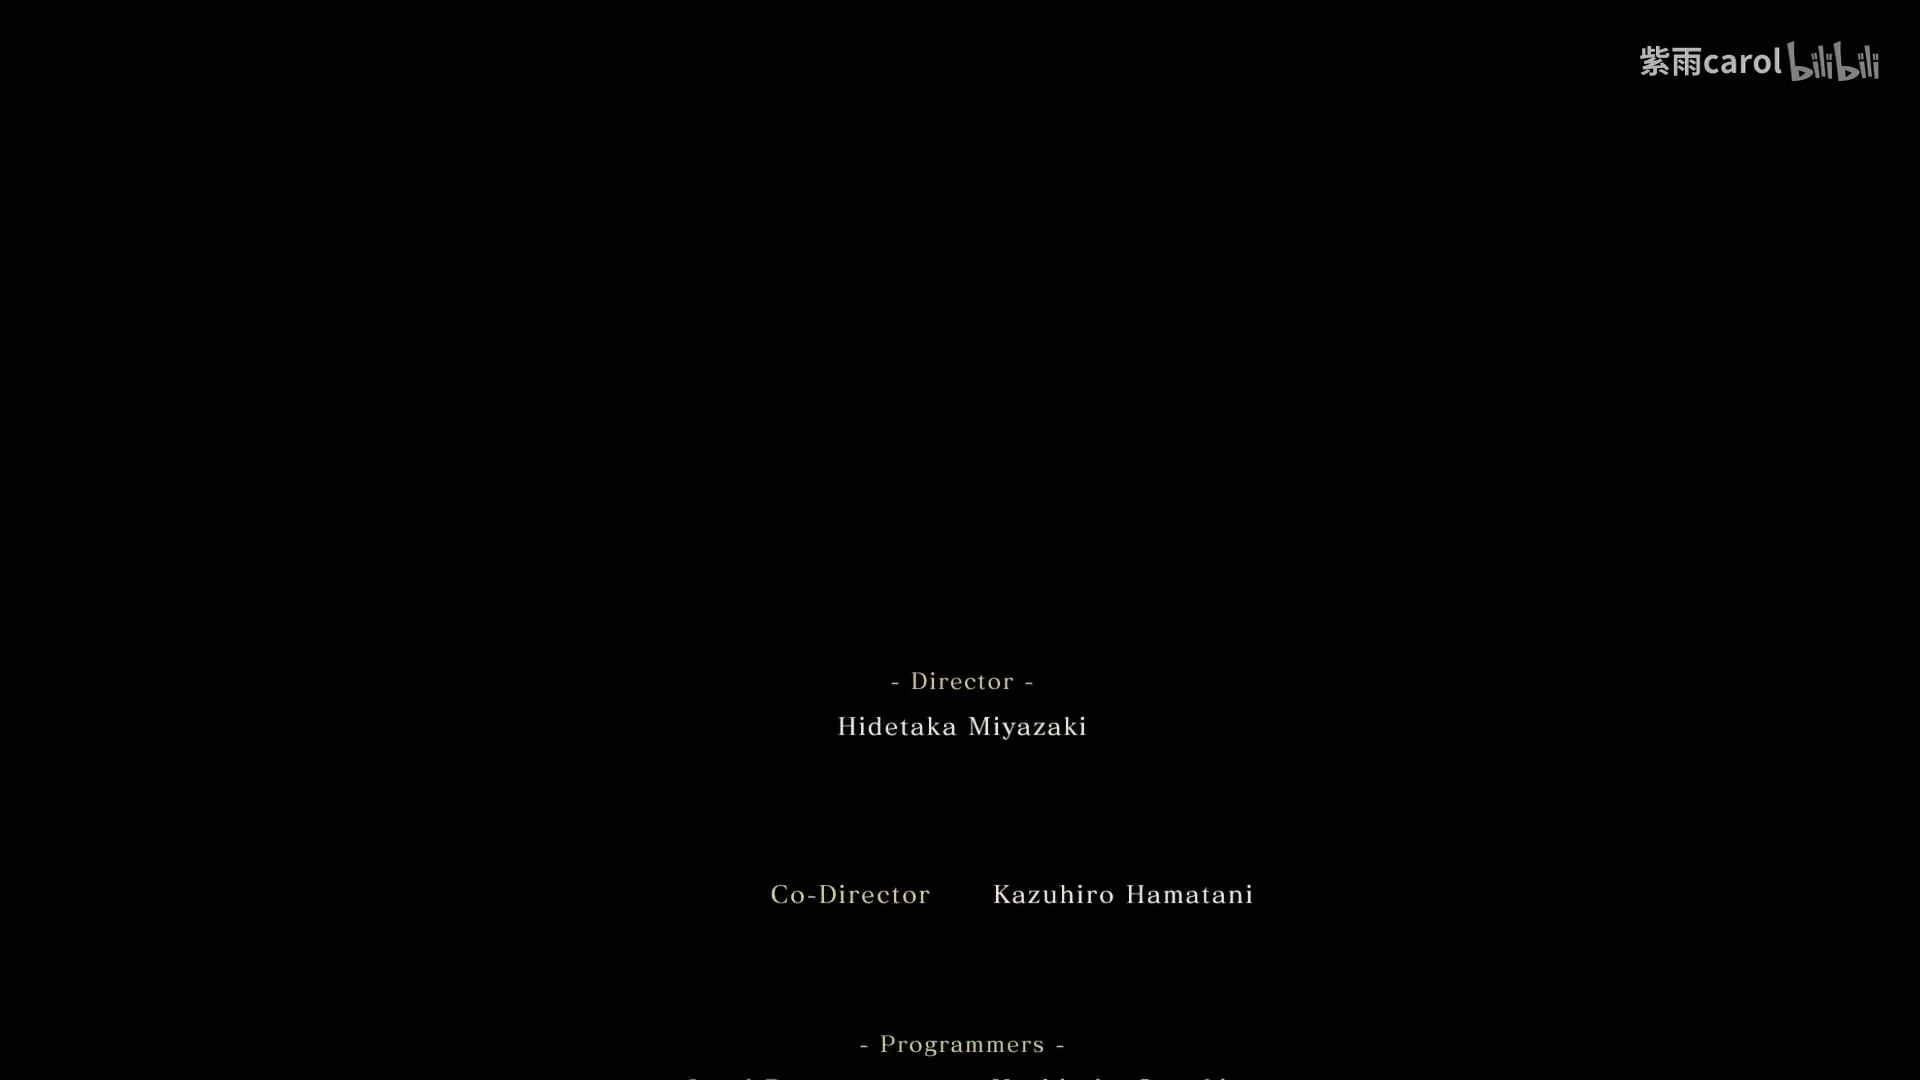 紫雨carol bilibili
- Director -
Hidetaka Miyazaki
Co-Director Kazuhiro Hamatani
- Programmers -